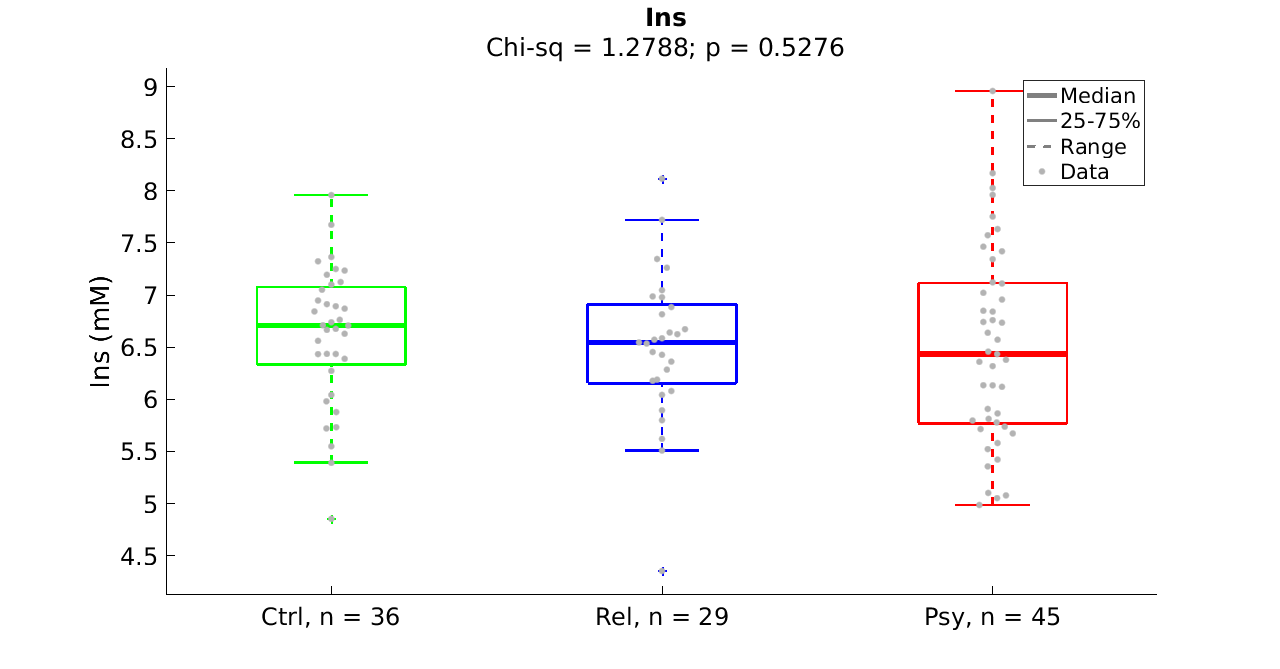 Ins
Chi-sq = 1.2788; p = 0.5276
9
8.5
8
7.5
7
6.5
6
5.5
5
4.5
Ins (mM)
Median
25-75%
Range
Data
Ctrl, n = 36
Rel, n = 29
Psy, n = 45